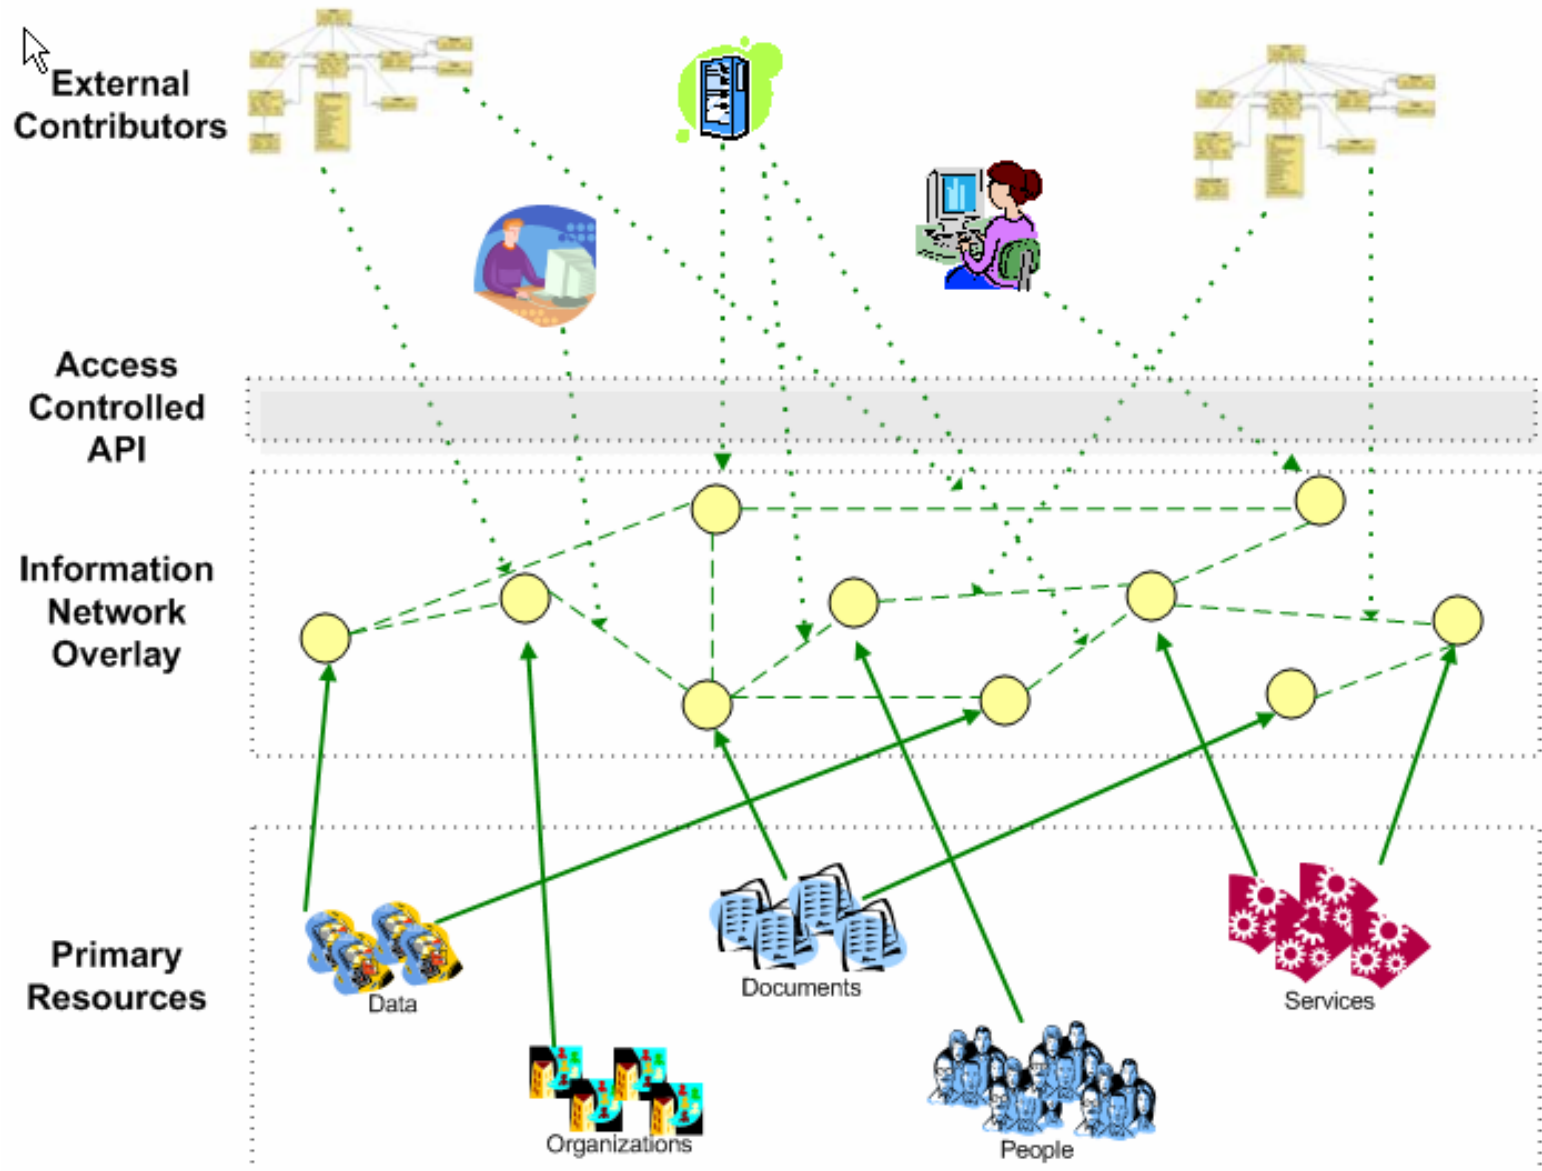 External
Contributors
Access
Controlled
API
Information
Network
Overlay
Primary
Resources
Data
Documents
Services
Organizations
People